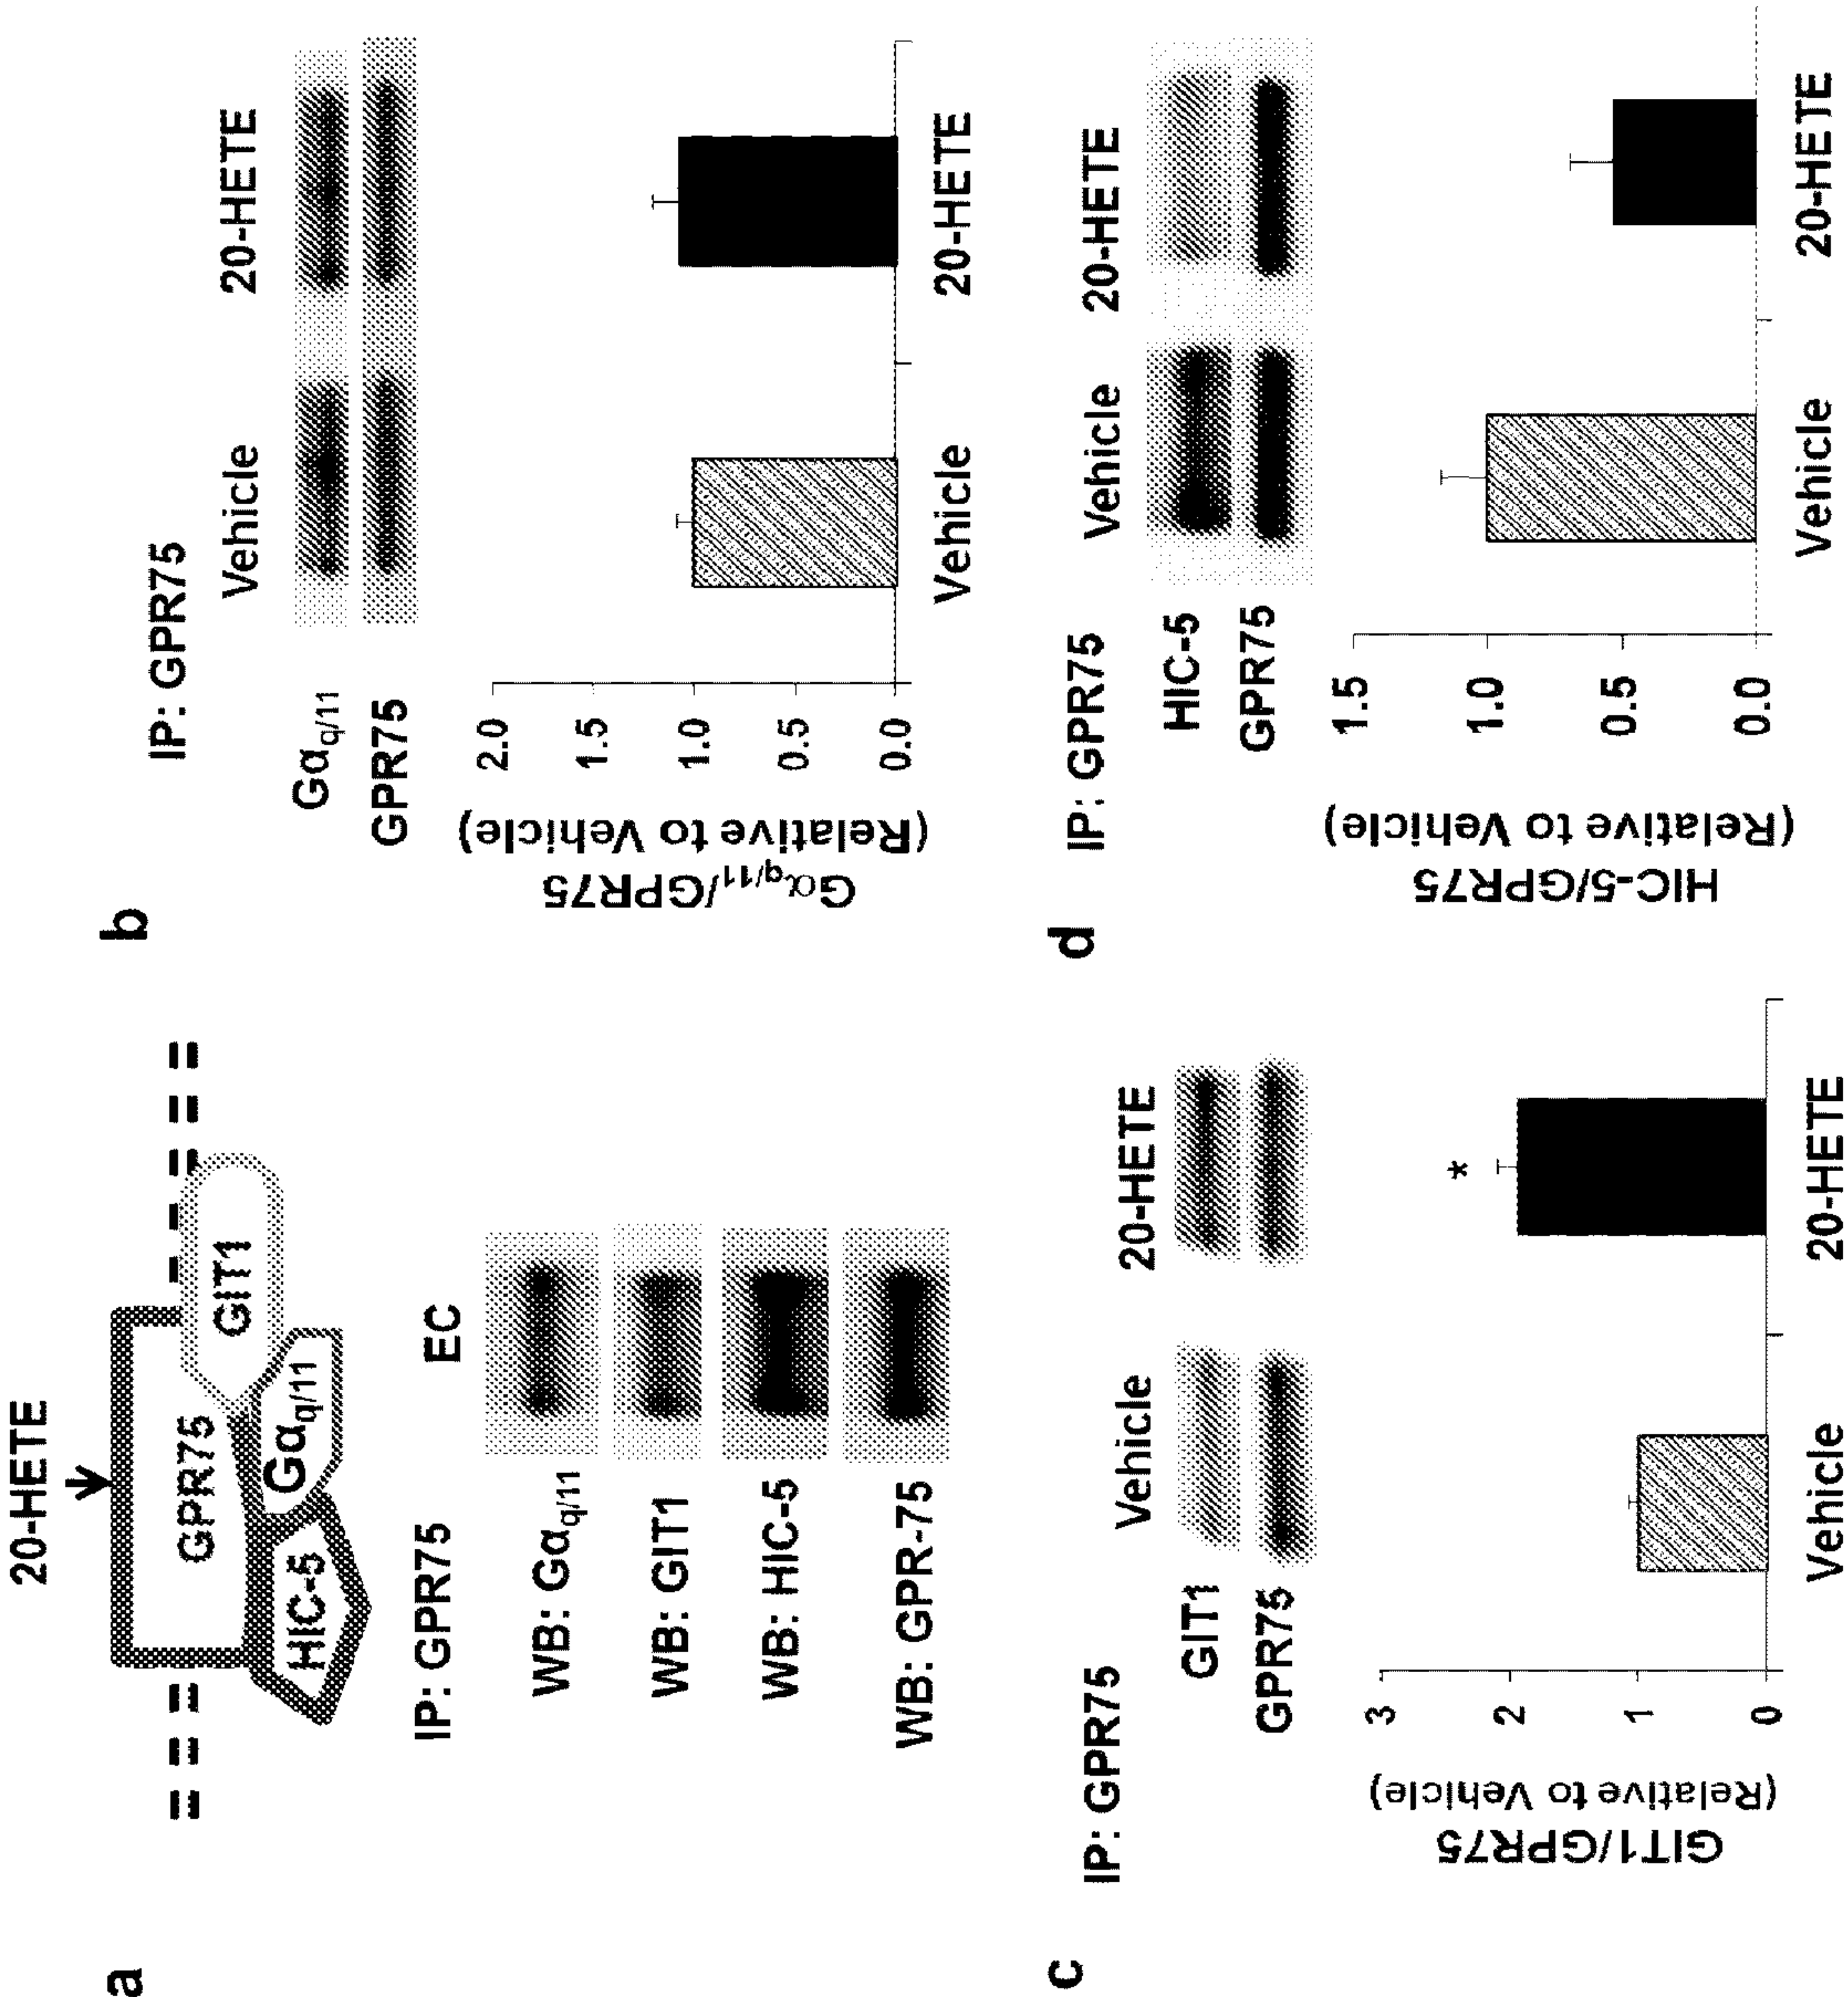 a
20-HETE
GPR75
GIT1
Gαq/11
HIC-5
IP: GPR75
EC
WB: Gαq/11
WB: GIT1
WB: HIC-5
WB: GPR-75
b
IP: GPR75
Vehicle
20-HETE
Gαq/11
GPR75
Gαq/11/GPR75
(Relative to Vehicle)
2.0
1.5
1.0
0.5
0.0
Vehicle
20-HETE
c
IP: GPR75
Vehicle
20-HETE
GIT1
GPR75
GIT1/GPR75
(Relative to Vehicle)
3
2
1
0
*
Vehicle
20-HETE
d
IP: GPR75
Vehicle
20-HETE
HIC-5
GPR75
HIC-5/GPR75
(Relative to Vehicle)
1.5
1.0
0.5
0.0
Vehicle
20-HETE